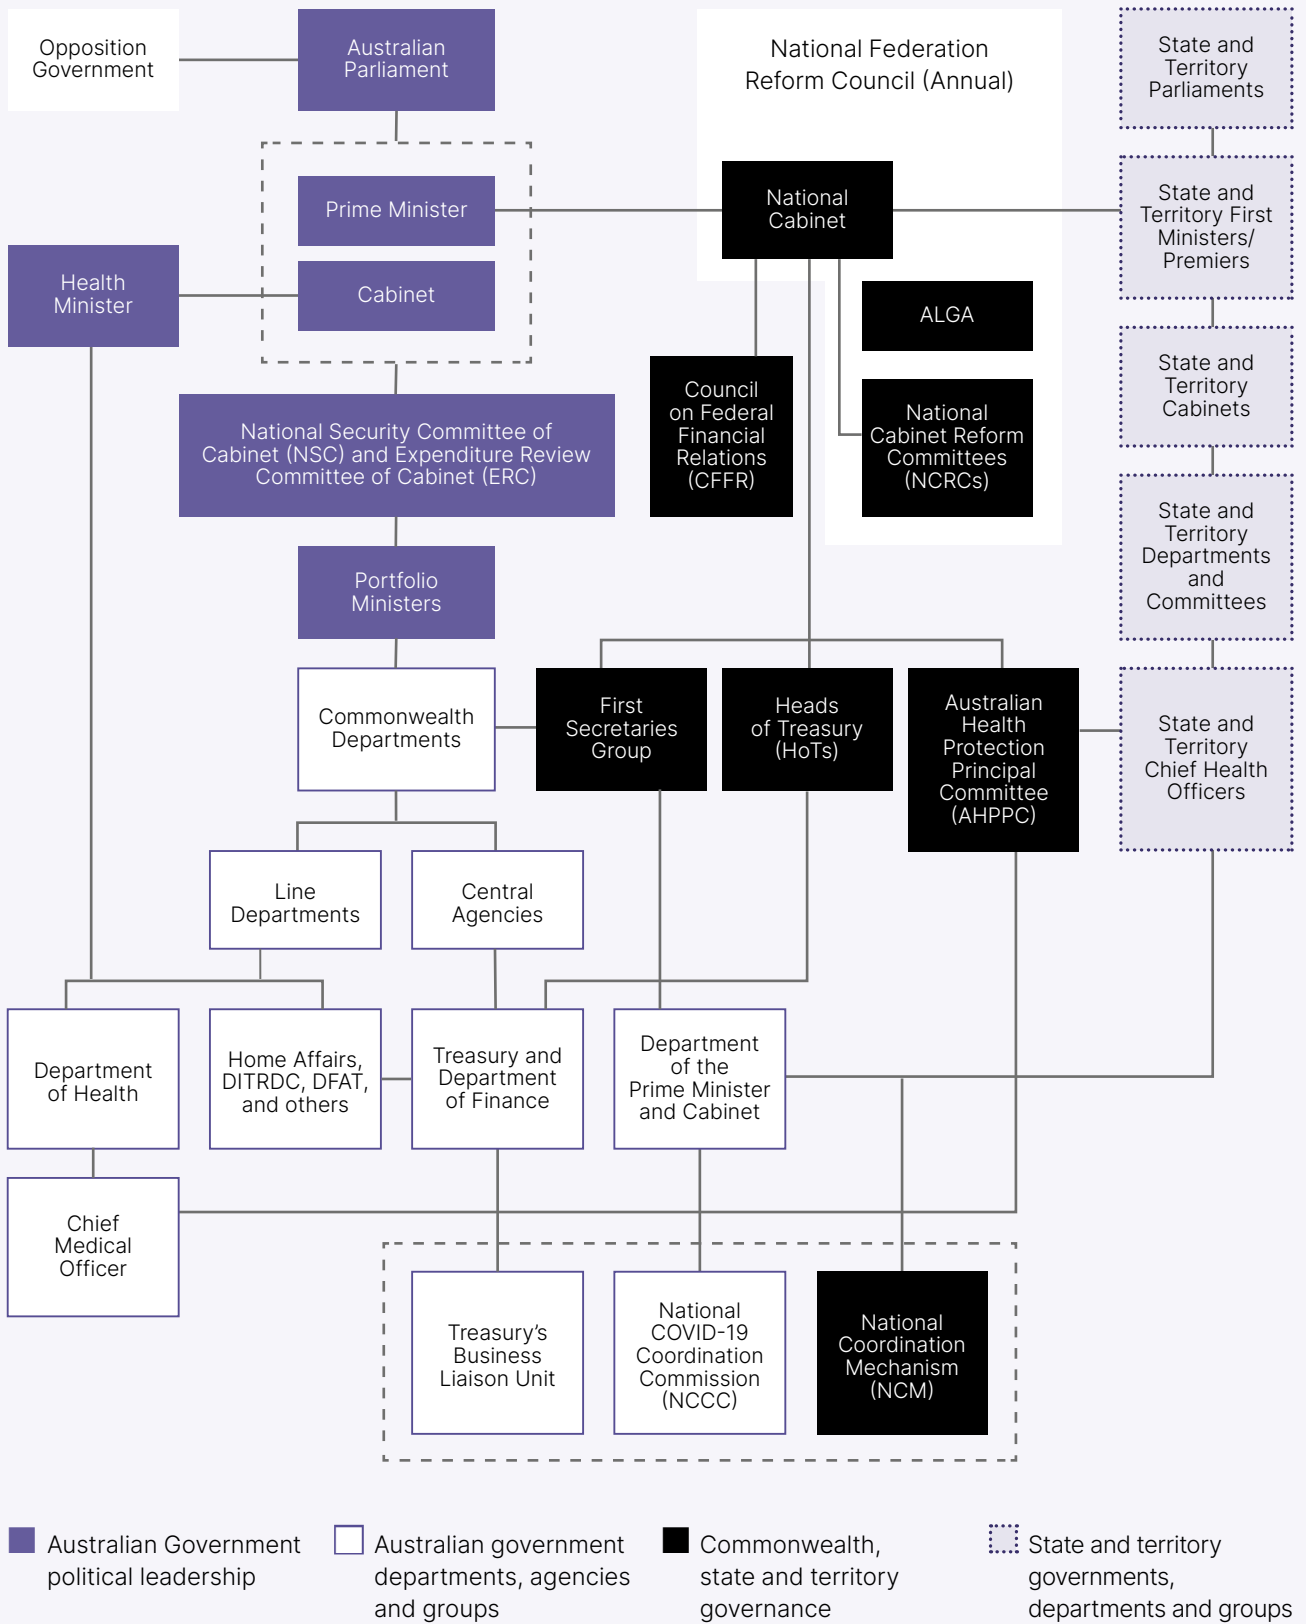 Opposition
Government
Australian
Parliament
National Federation
Reform Council (Annual)
State and
Territory
Parliaments
Prime Minister
National
Cabinet
State and
Territory First
Ministers/
Premiers
Health
Minister
Cabinet
ALGA
State and
Territory
Cabinets
Council
on Federal
Financial
Relations
(CFFR)
National
Cabinet Reform
Committees
(NCRCs)
National Security Committee of
Cabinet (NSC) and Expenditure Review
Committee of Cabinet (ERC)
State and
Territory
Departments
and
Committees
Portfolio
Ministers
Commonwealth
Departments
First
Secretaries
Group
Heads
of Treasury
(HoTs)
Australian
Health
Protection
Principal
Committee
(AHPPC)
State and
Territory
Chief Health
Officers
Line
Departments
Central
Agencies
Department
of Health
Home Affairs,
DITRDC, DFAT,
and others
Treasury and
Department
of Finance
Department
of the
Prime Minister
and Cabinet
Chief
Medical
Officer
Treasury’s
Business
Liaison Unit
National
COVID-19
Coordination
Commission
(NCCC)
National
Coordination
Mechanism
(NCM)
Australian Government
political leadership
Australian government
departments, agencies
and groups
Commonwealth,
state and territory
governance
State and territory
governments,
departments and groups